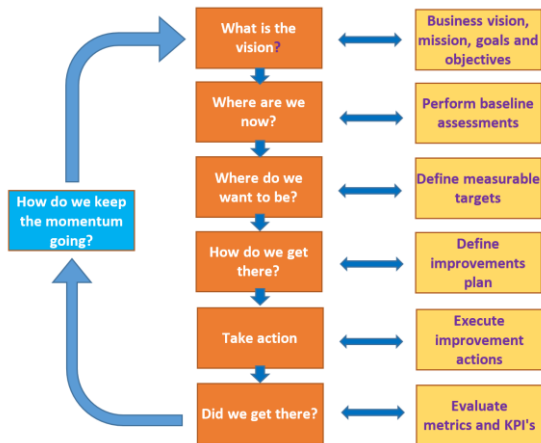 What is the
vision?
Business vision,
mission, goals and
objectives
Where are we
now?
Perform baseline
assessments
Where do we
want to be?
Define measurable
targets
How do we keep
the momentum
going?
How do we get
there?
Define
improvements
plan
Take action
Execute
improvement
actions
Did we get there?
Evaluate
metrics and KPI's